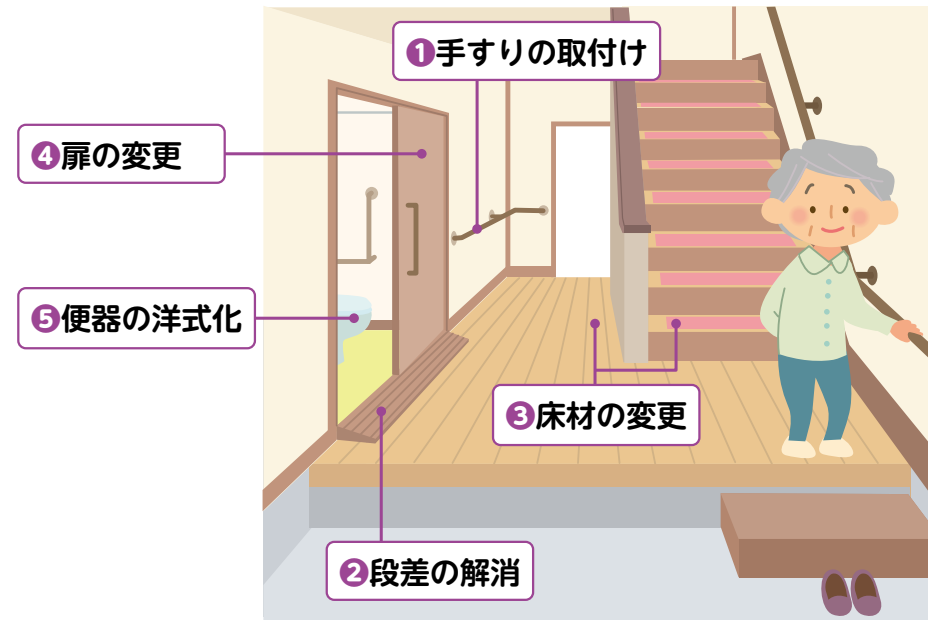 ❶手すりの取付け
❹扉の変更
❺便器の洋式化
❸床材の変更
❷段差の解消